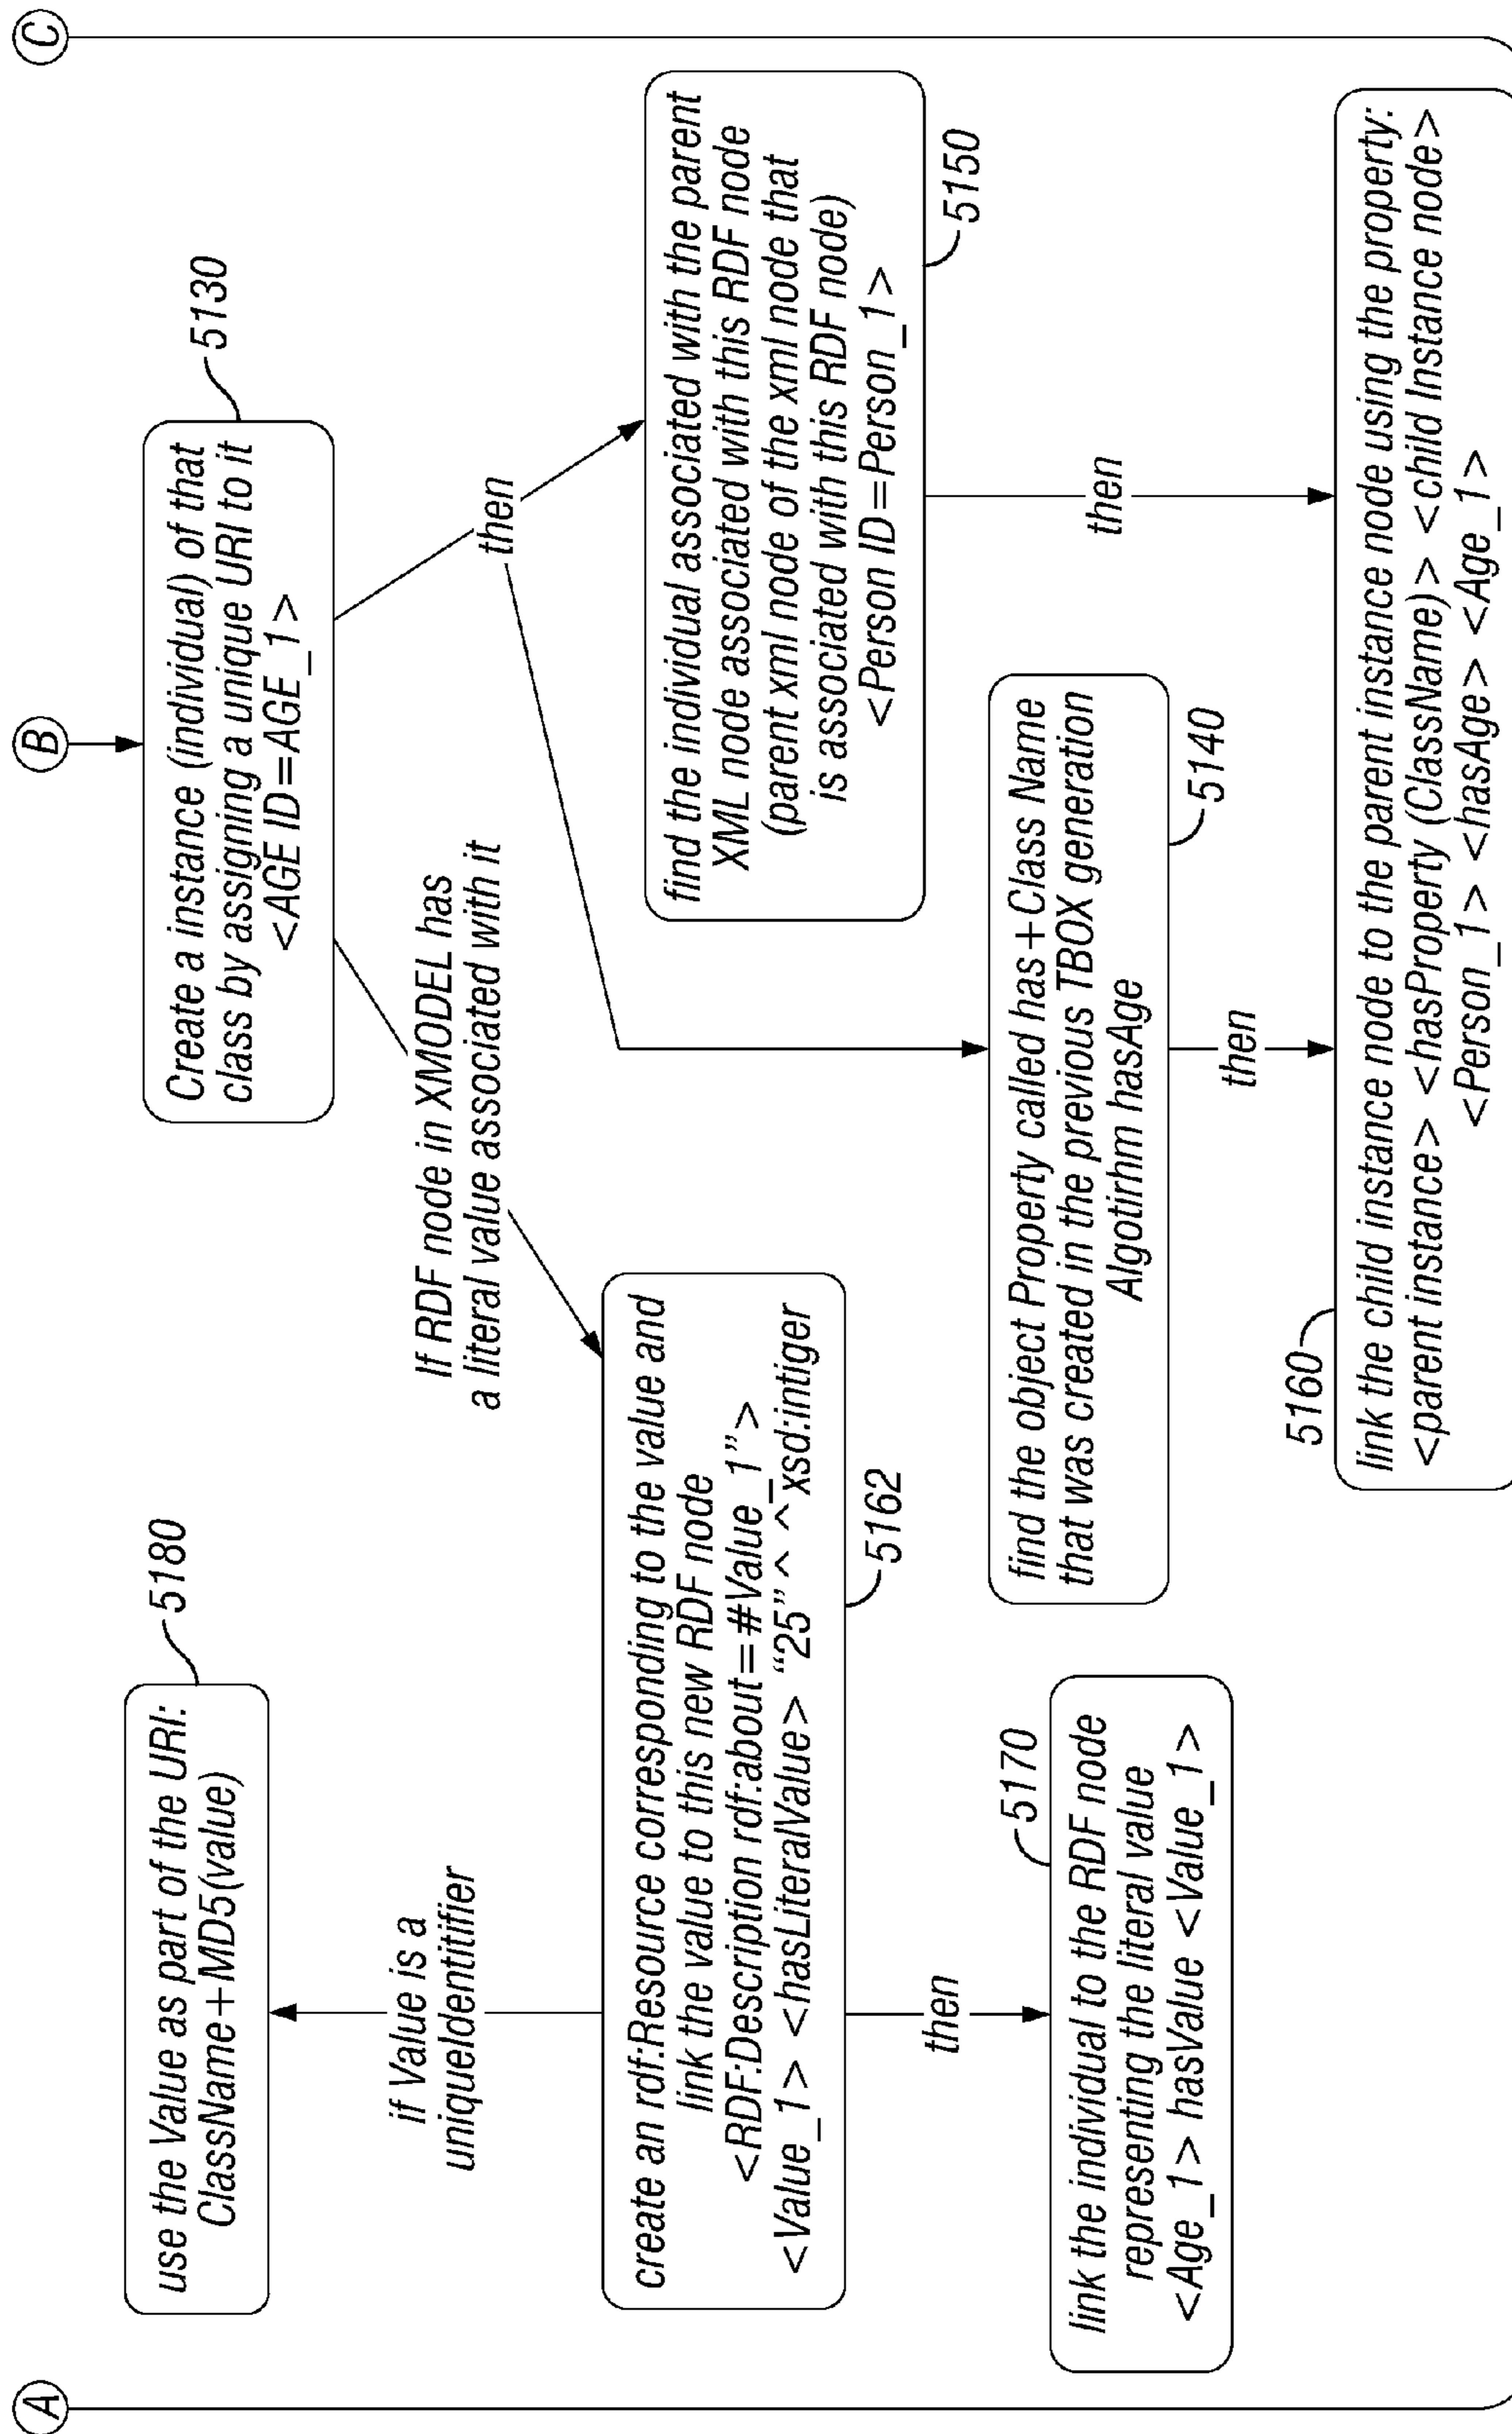 A
B
C
use the Value as part of the URI:
ClassName+MD5(value)
5180
Create a instance (individual) of that
class by assigning a unique URI to it
<AGE ID=AGE_1>
5130
if Value is a
uniqueIdentitifier
If RDF node in XMODEL has
a literal value associated with it
then
create an rdf:Resource corresponding to the value and
link the value to this new RDF node
<RDF:Description rdf:about=#Value_1”>
<Value_1> <hasLiteralValue> “25”^^xsd:intiger
5162
find the individual associated with the parent
XML node associated with this RDF node
(parent xml node of the xml node that
is associated with this RDF node)
<Person ID=Person_1>
5150
then
find the object Property called has+Class Name
that was created in the previous TBOX generation
Algotirhm hasAge
5140
5170
link the individual to the RDF node
representing the literal value
<Age_1> hasValue <Value_1>
then
then
5160
link the child instance node to the parent instance node using the property:
<parent instance> <hasProperty (ClassName)> <child Instance node>
<Person_1> <hasAge> <Age_1>